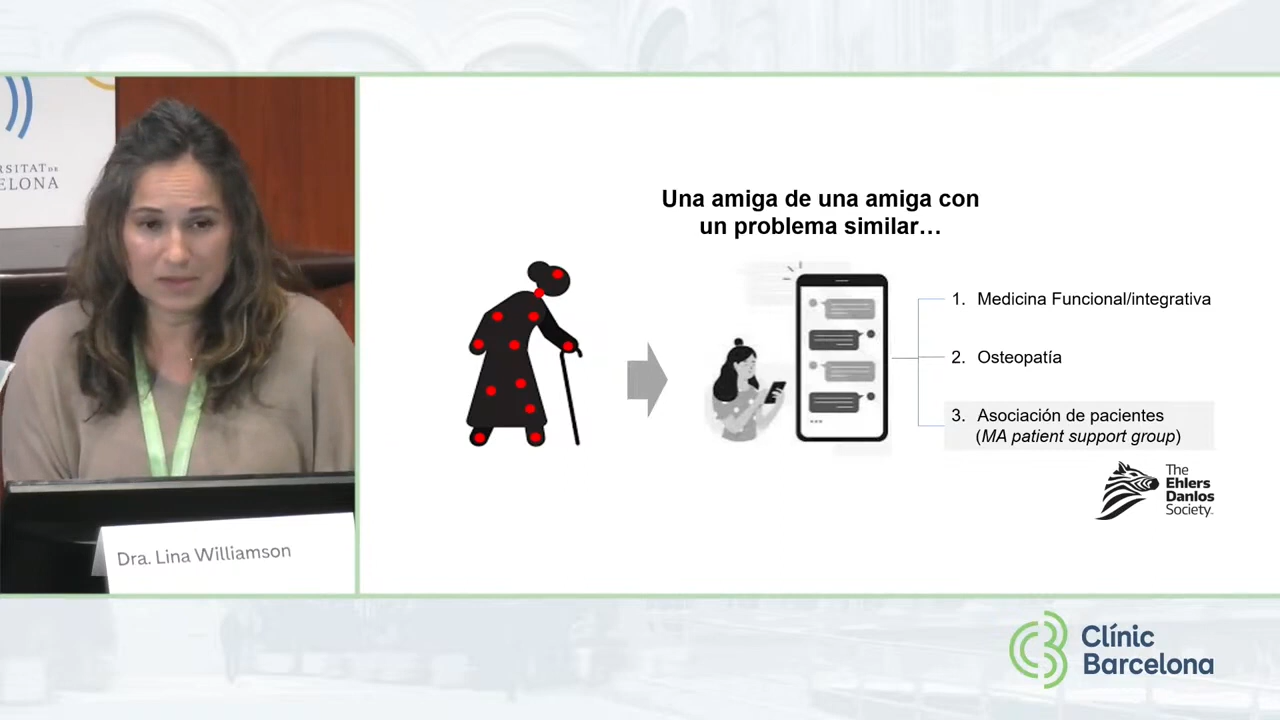 Dra. Lina Williamson
Una amiga de una amiga con
un problema similar…
1. Medicina Funcional/integrativa
2. Osteopatía
3. Asociación de pacientes
(MA patient support group)
The
Ehlers
Danlos
Society.
Clínic
Barcelona